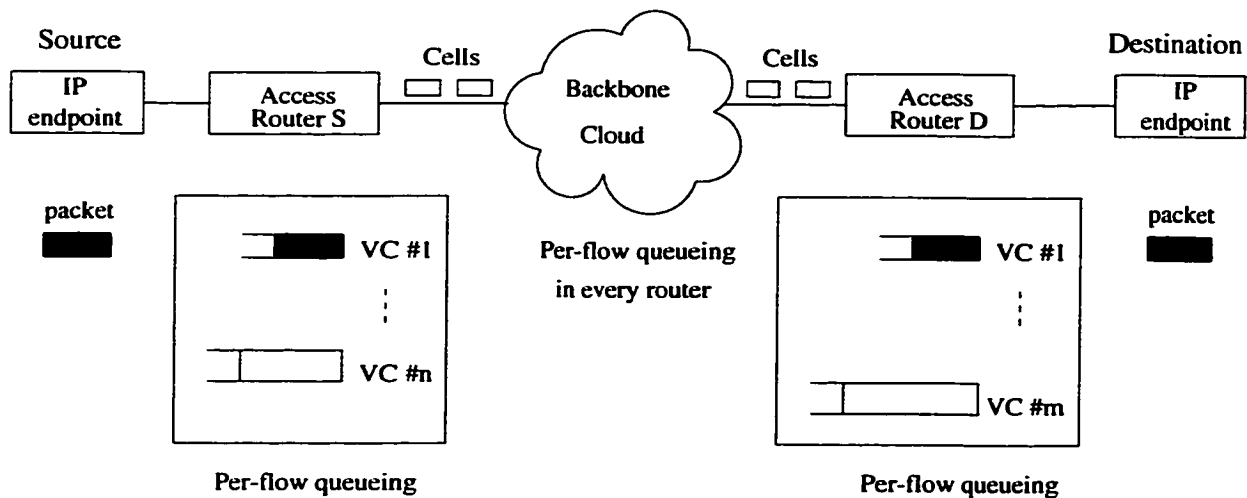 Source
IP
endpoint
Access
Router S
Cells
Backbone
Cloud
Cells
Access
Router D
Destination
IP
endpoint
packet
VC #1
VC #n
Per-flow queueing
Per-flow queueing
in every router
VC #1
VC #m
Per-flow queueing
packet